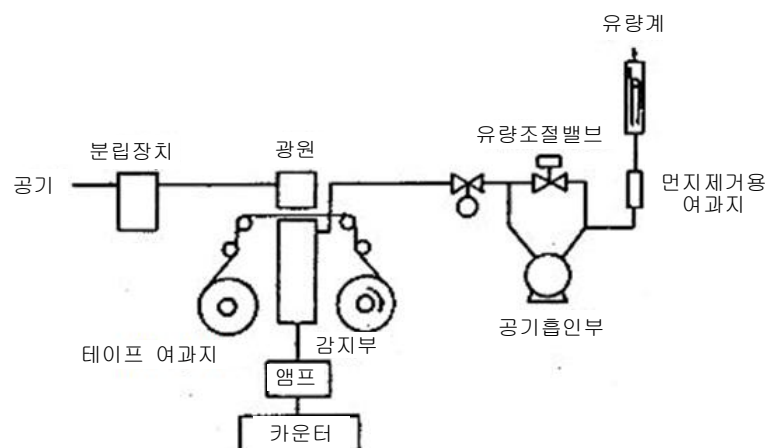 유량계
유량조절밸브
분립장치
광원
공기
먼지제거용
여과지
공기흡인부
테이프 여과지
감지부
앰프
카운터